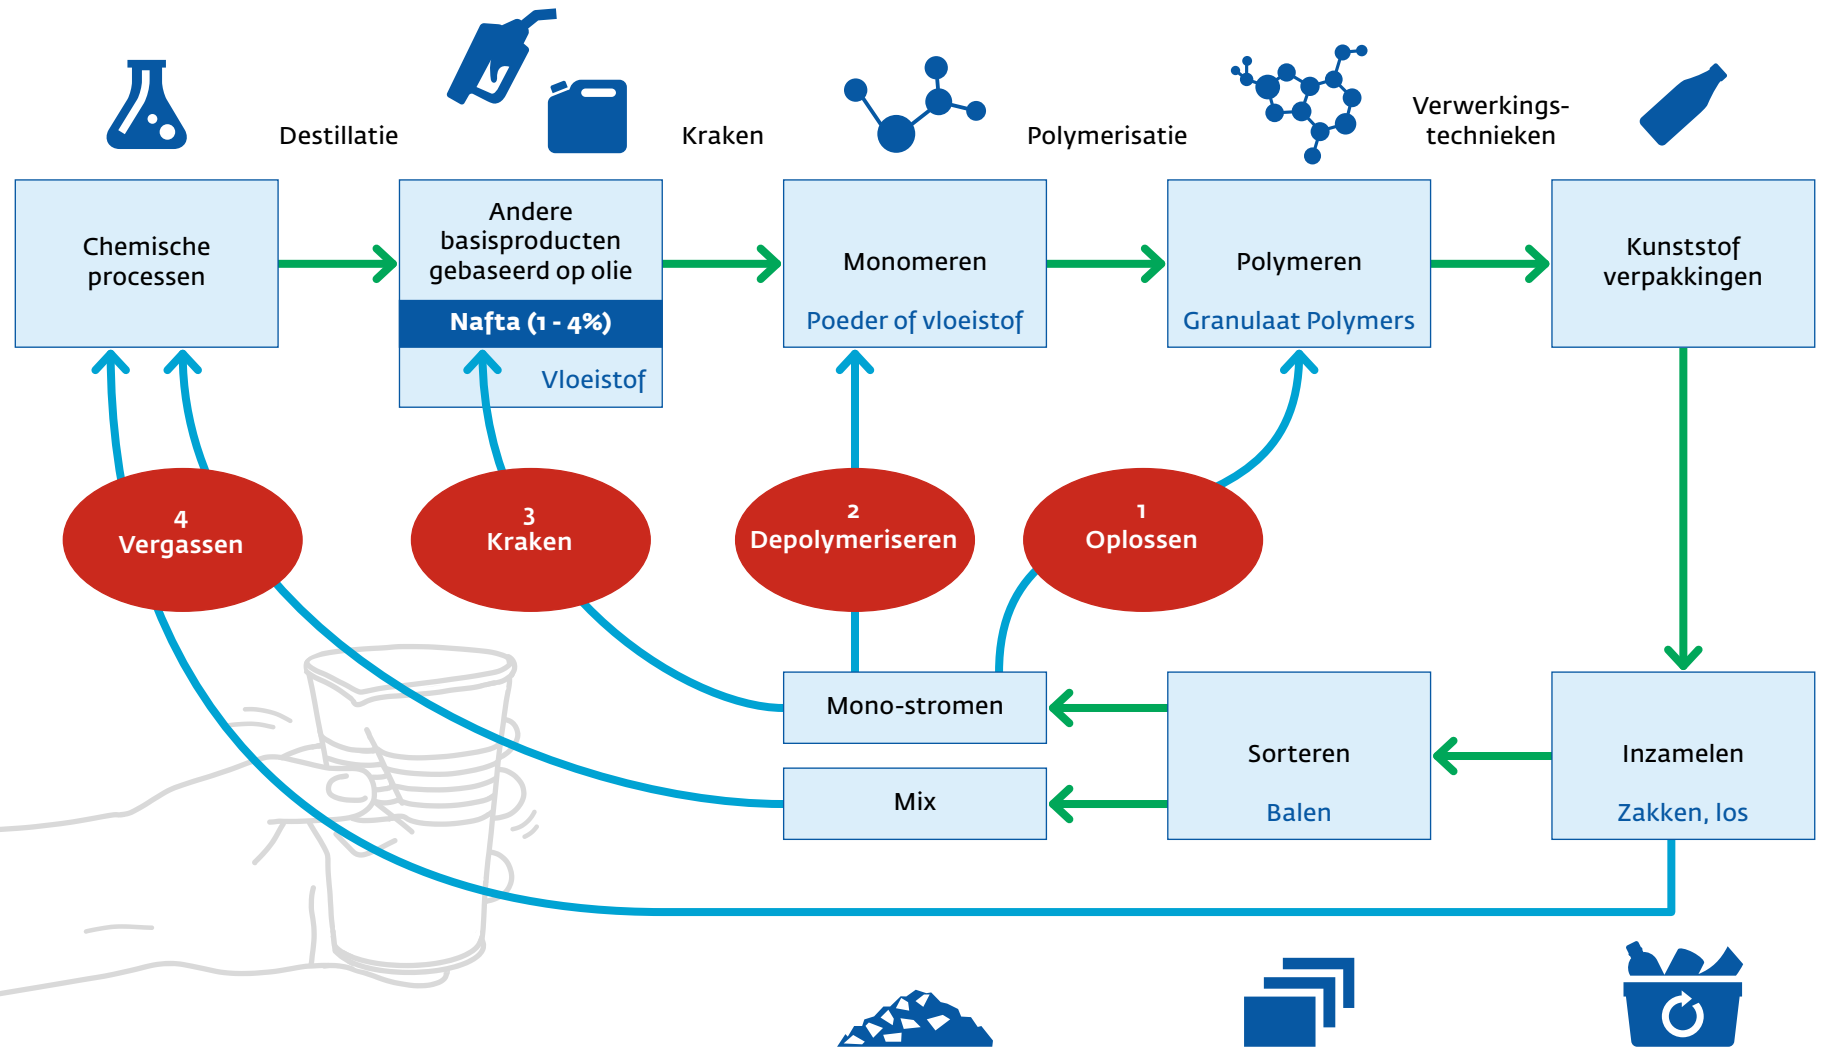 Destillatie
Kraken
Polymerisatie
Verwerkings-
technieken
Chemische
processen
Andere
basisproducten
gebaseerd op olie
Nafta (1 - 4%)
Vloeistof
Monomeren
Poeder of vloeistof
Polymeren
Granulaat Polymers
Kunststof
verpakkingen
4
Vergassen
3
Kraken
2
Depolymeriseren
1
Oplossen
Mono-stromen
Mix
Sorteren
Balen
Inzamelen
Zakken, los